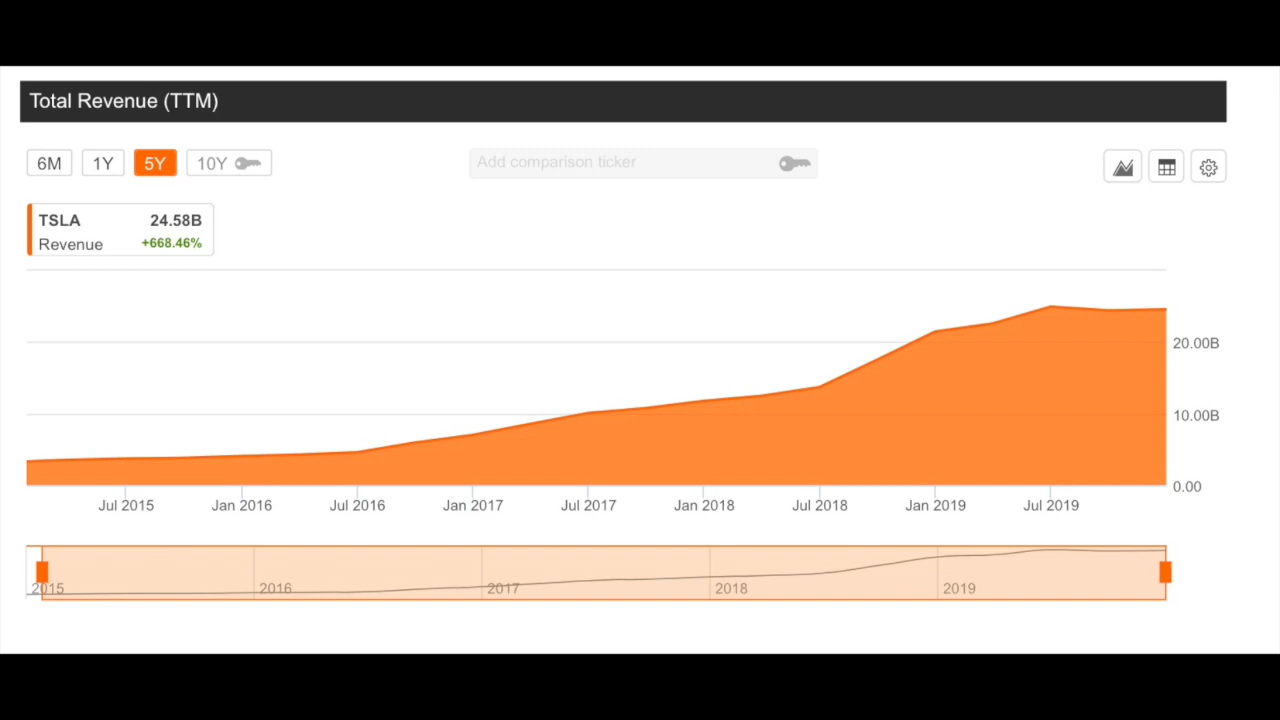 Total Revenue (TTM)
6M 1Y 5Y 10Y Add comparison ticker
TSLA 24.58B
Revenue +668.46%
20.00B
10.00B
0.00
Jul 2015 Jan 2016 Jul 2016 Jan 2017 Jul 2017 Jan 2018 Jul 2018 Jan 2019 Jul 2019
2015 2016 2017 2018 2019